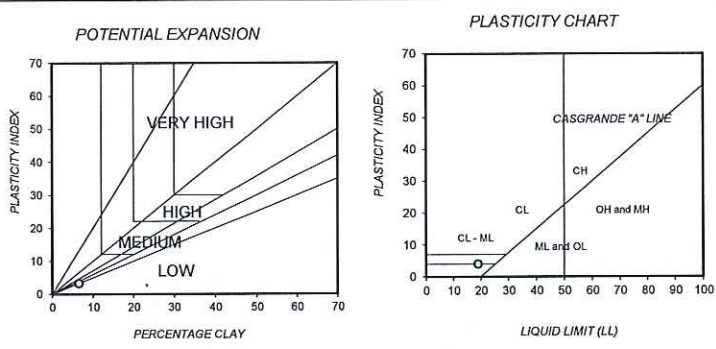 POTENTIAL EXPANSION
PLASTICITY INDEX
70
60
50
40
30
20
10
0
VERY HIGH
HIGH
MEDIUM
LOW
0 10 20 30 40 50 60 70
PERCENTAGE CLAY
PLASTICITY CHART
PLASTICITY INDEX
70
60
50
40
30
20
10
0
CASGRANDE "A" LINE
CH
CL
OH and MH
CL - ML
ML and OL
0 10 20 30 40 50 60 70 80 90 100
LIQUID LIMIT (LL)